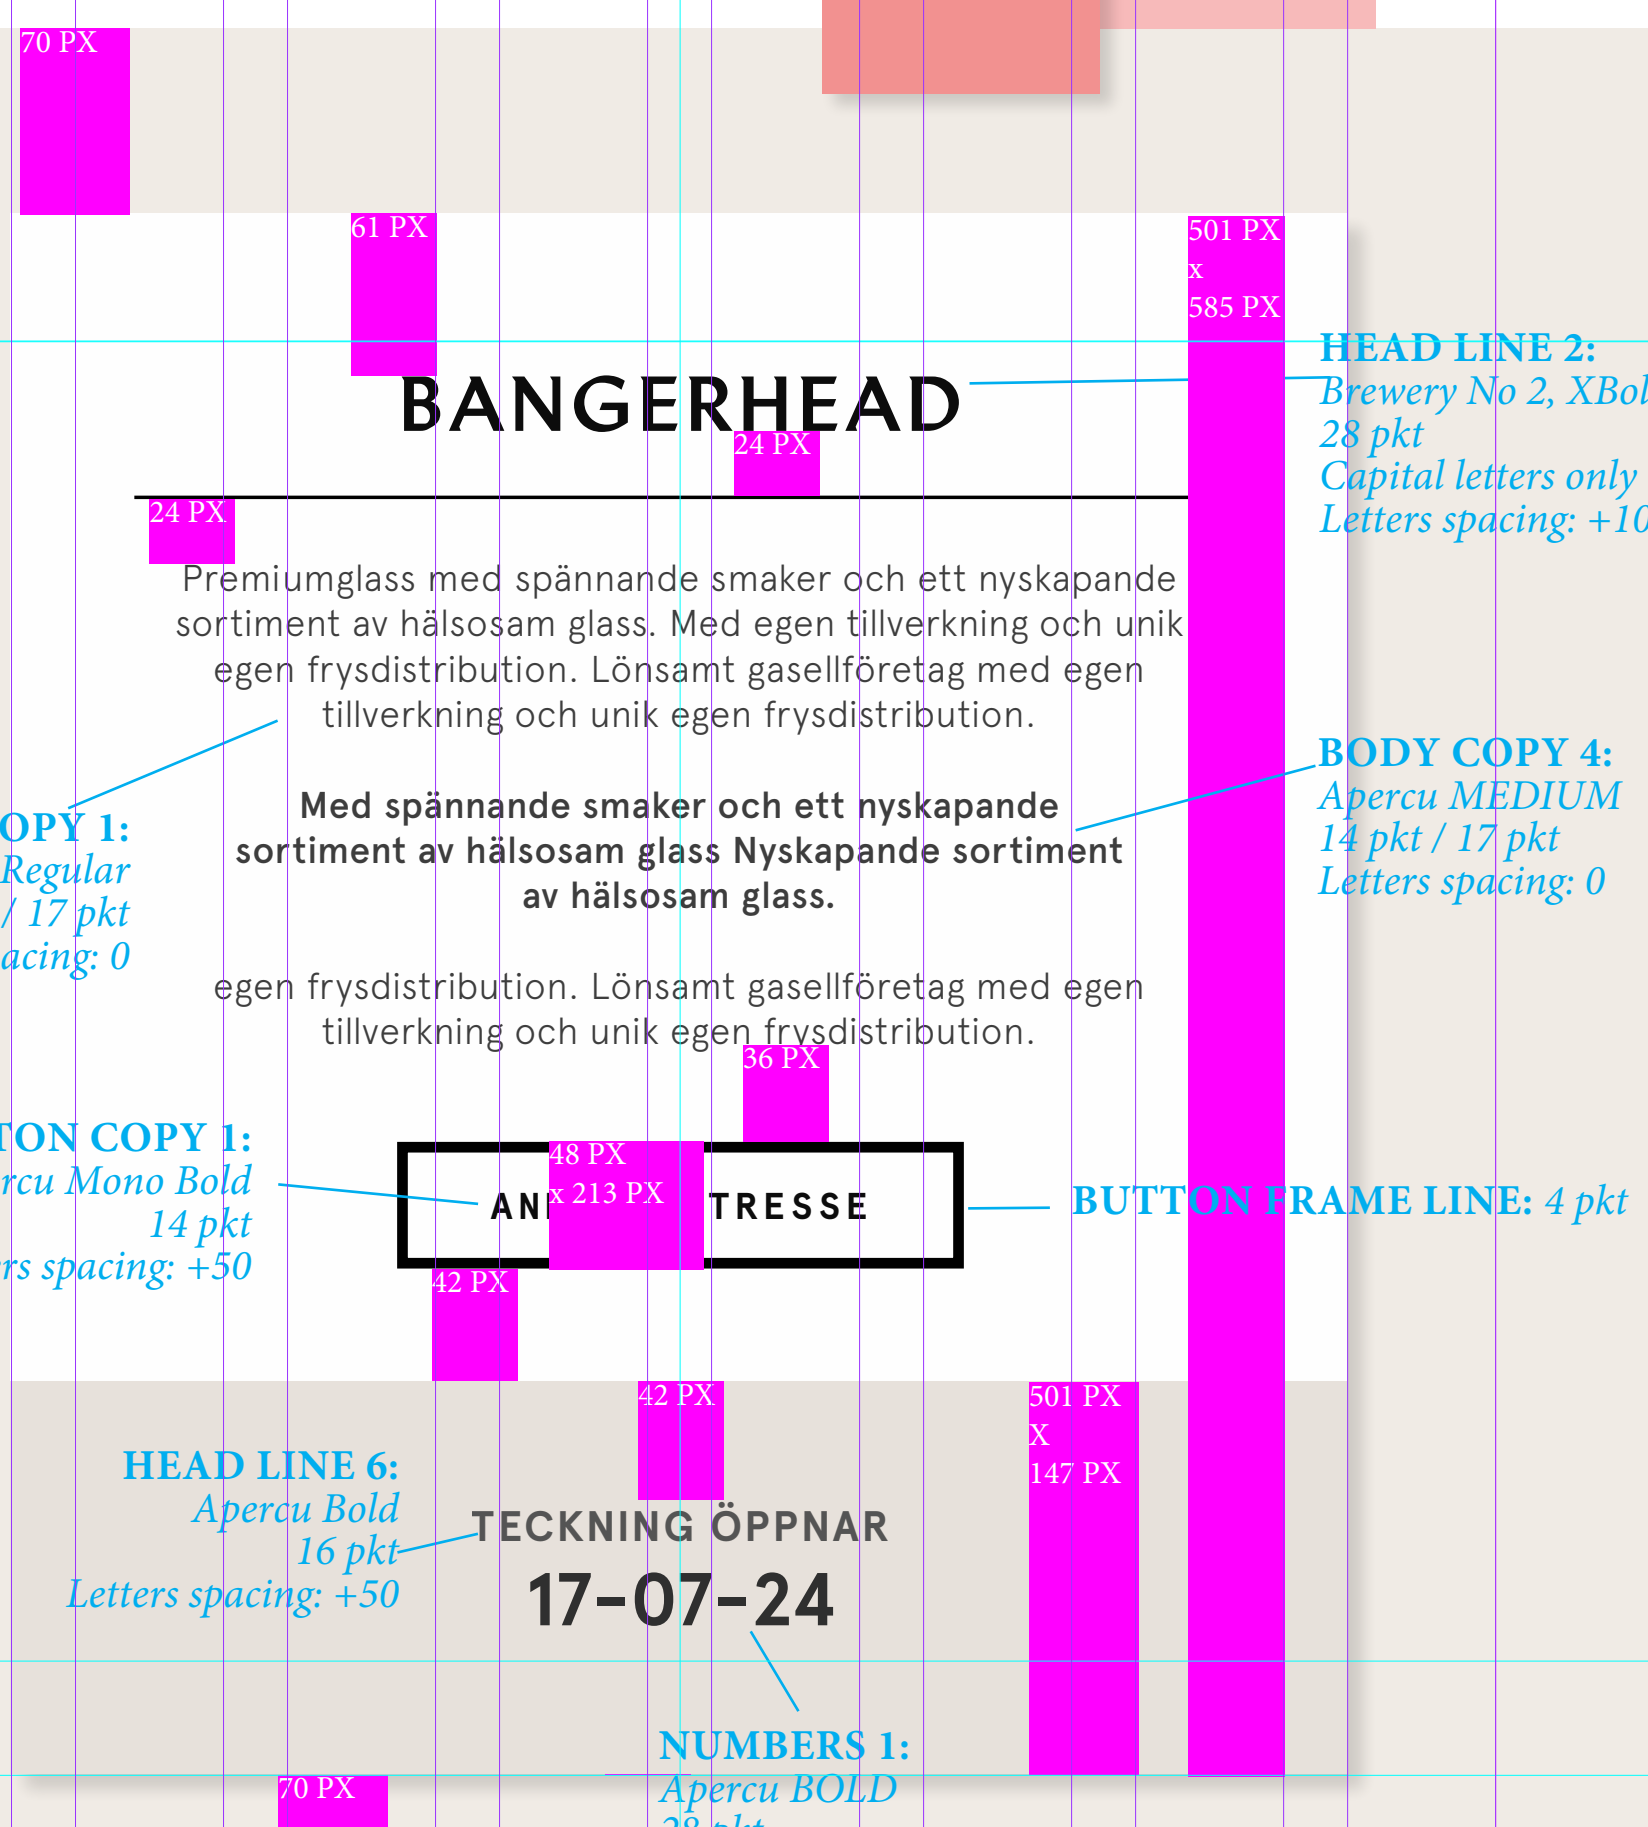 70 PX
61 PX
501 PX
x
585 PX
HEAD LINE 2:
Brewery No 2, XBol
28 pkt
Capital letters only
Letters spacing: +10
BANGERHEAD
24 PX
24 PX
Premiumglass med spännande smaker och ett nyskapande
sortiment av hälsosam glass. Med egen tillverkning och unik
egen frysdistribution. Lönsamt gasellföretag med egen
tillverkning och unik egen frysdistribution.
BODY COPY 4:
Apercu MEDIUM
14 pkt / 17 pkt
Letters spacing: 0
Med spännande smaker och ett nyskapande
sortiment av hälsosam glass Nyskapande sortiment
av hälsosam glass.
OPY 1:
Regular
/ 17 pkt
acing: 0
egen frysdistribution. Lönsamt gasellföretag med egen
tillverkning och unik egen frysdistribution.
36 PX
TON COPY 1:
rcu Mono Bold
14 pkt
rs spacing: +50
48 PX
x 213 PX
AN TRESSE
BUTTON FRAME LINE: 4 pkt
42 PX
42 PX
501 PX
X
147 PX
HEAD LINE 6:
Apercu Bold
16 pkt
Letters spacing: +50
TECKNING ÖPPNAR
17-07-24
NUMBERS 1:
Apercu BOLD
28 pkt
70 PX